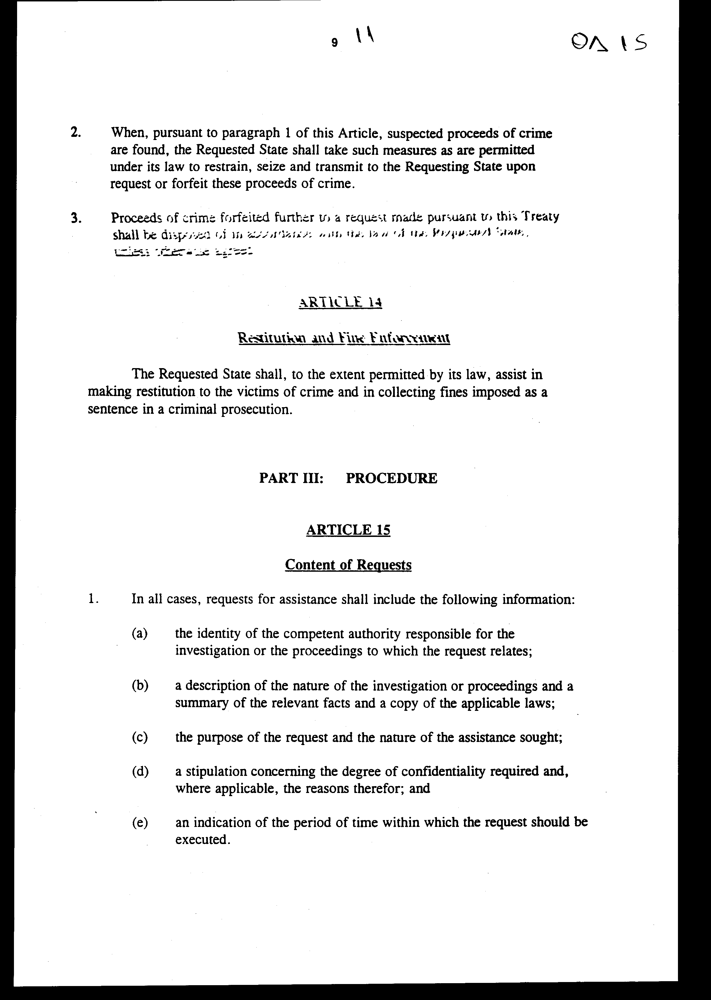 9 11
2. When, pursuant to paragraph 1 of this Article, suspected proceeds of crime
are found, the Requested State shall take such measures as are permitted
under its law to restrain, seize and transmit to the Requesting State upon
request or forfeit these proceeds of crime.
3. Proceeds of crime forfeited further to a request made pursuant to this Treaty
shall be disposed of in accordance with the law of the Requested State,
unless otherwise agreed.
ARTICLE 14
Restitution and Fine Enforcement
The Requested State shall, to the extent permitted by its law, assist in
making restitution to the victims of crime and in collecting fines imposed as a
sentence in a criminal prosecution.
PART III: PROCEDURE
ARTICLE 15
Content of Requests
1. In all cases, requests for assistance shall include the following information:
(a) the identity of the competent authority responsible for the
investigation or the proceedings to which the request relates;
(b) a description of the nature of the investigation or proceedings and a
summary of the relevant facts and a copy of the applicable laws;
(c) the purpose of the request and the nature of the assistance sought;
(d) a stipulation concerning the degree of confidentiality required and,
where applicable, the reasons therefor; and
(e) an indication of the period of time within which the request should be
executed.